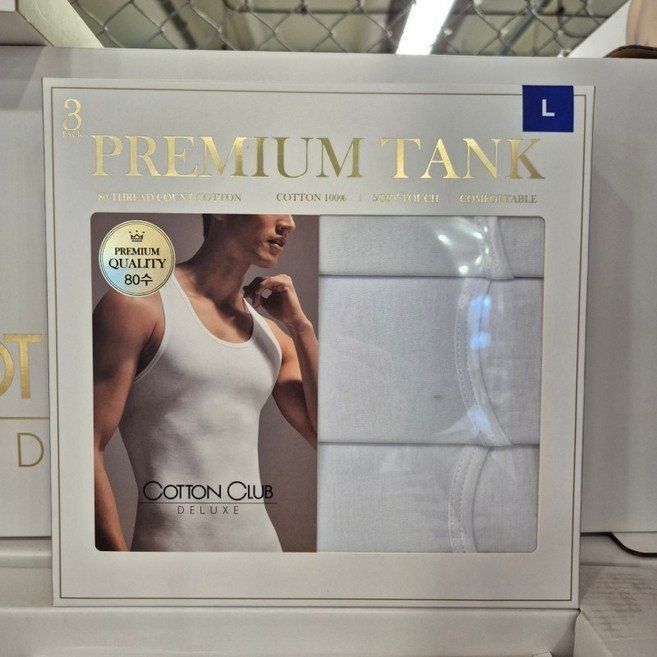 3
PACK
L
PREMIUM TANK
80 THREAD COUNT COTTON COTTON 100% | SOFT TOUCH | COMFORTABLE
PREMIUM
QUALITY
80수
COTTON CLUB
DELUXE
OT
D